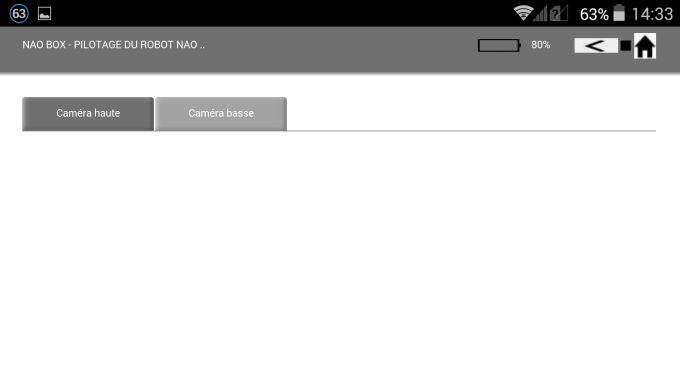 63
63% 14:33
NAO BOX - PILOTAGE DU ROBOT NAO ..
80%
Caméra haute
Caméra basse